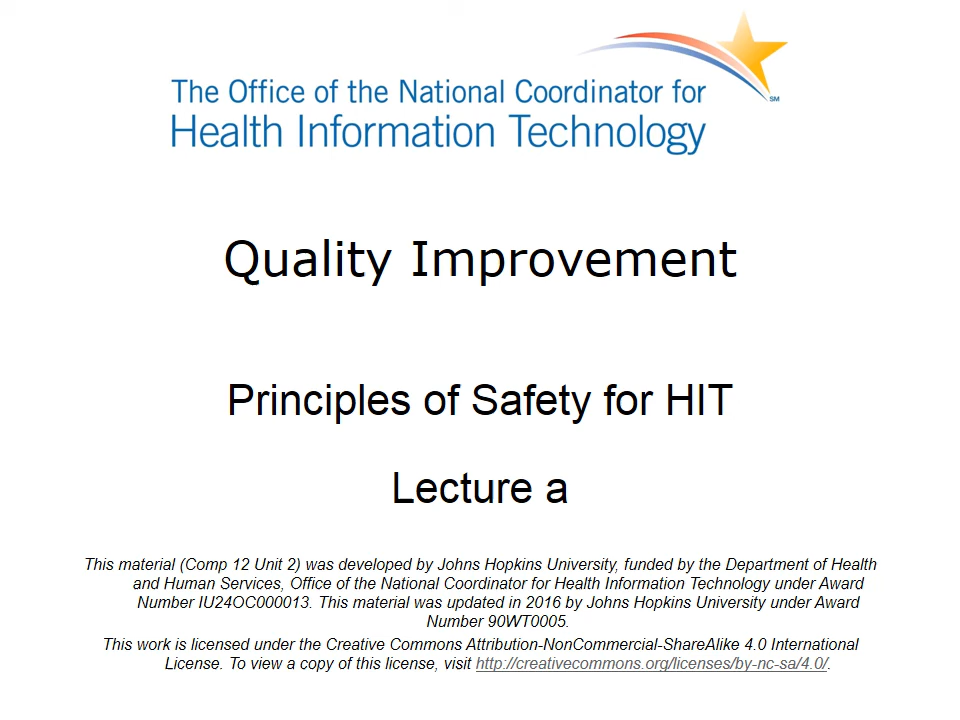 The Office of the National Coordinator for
Health Information Technology
SM
Quality Improvement
Principles of Safety for HIT
Lecture a
This material (Comp 12 Unit 2) was developed by Johns Hopkins University, funded by the Department of Health
and Human Services, Office of the National Coordinator for Health Information Technology under Award
Number IU24OC000013. This material was updated in 2016 by Johns Hopkins University under Award
Number 90WT0005.
This work is licensed under the Creative Commons Attribution-NonCommercial-ShareAlike 4.0 International
License. To view a copy of this license, visit http://creativecommons.org/licenses/by-nc-sa/4.0/.